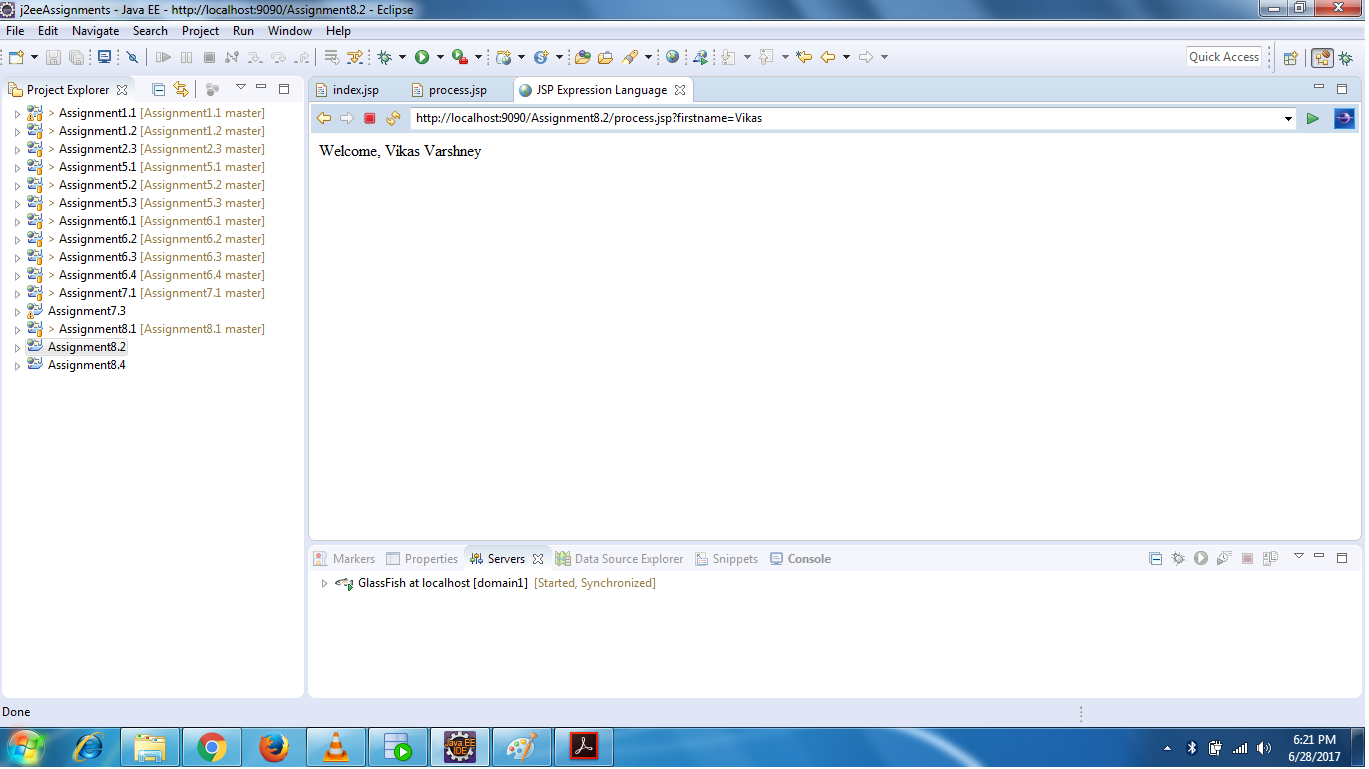 j2eeAssignments - Java EE - http://localhost:9090/Assignment8.2 - Eclipse
File Edit Navigate Search Project Run Window Help
Quick Access
Project Explorer
> Assignment1.1 [Assignment1.1 master]
> Assignment1.2 [Assignment1.2 master]
> Assignment2.3 [Assignment2.3 master]
> Assignment5.1 [Assignment5.1 master]
> Assignment5.2 [Assignment5.2 master]
> Assignment5.3 [Assignment5.3 master]
> Assignment6.1 [Assignment6.1 master]
> Assignment6.2 [Assignment6.2 master]
> Assignment6.3 [Assignment6.3 master]
> Assignment6.4 [Assignment6.4 master]
> Assignment7.1 [Assignment7.1 master]
Assignment7.3
> Assignment8.1 [Assignment8.1 master]
Assignment8.2
Assignment8.4
index.jsp process.jsp JSP Expression Language
http://localhost:9090/Assignment8.2/process.jsp?firstname=Vikas
Welcome, Vikas Varshney
Markers Properties Servers Data Source Explorer Snippets Console
GlassFish at localhost [domain1] [Started, Synchronized]
Done
Java EE
IDE
6:21 PM
6/28/2017